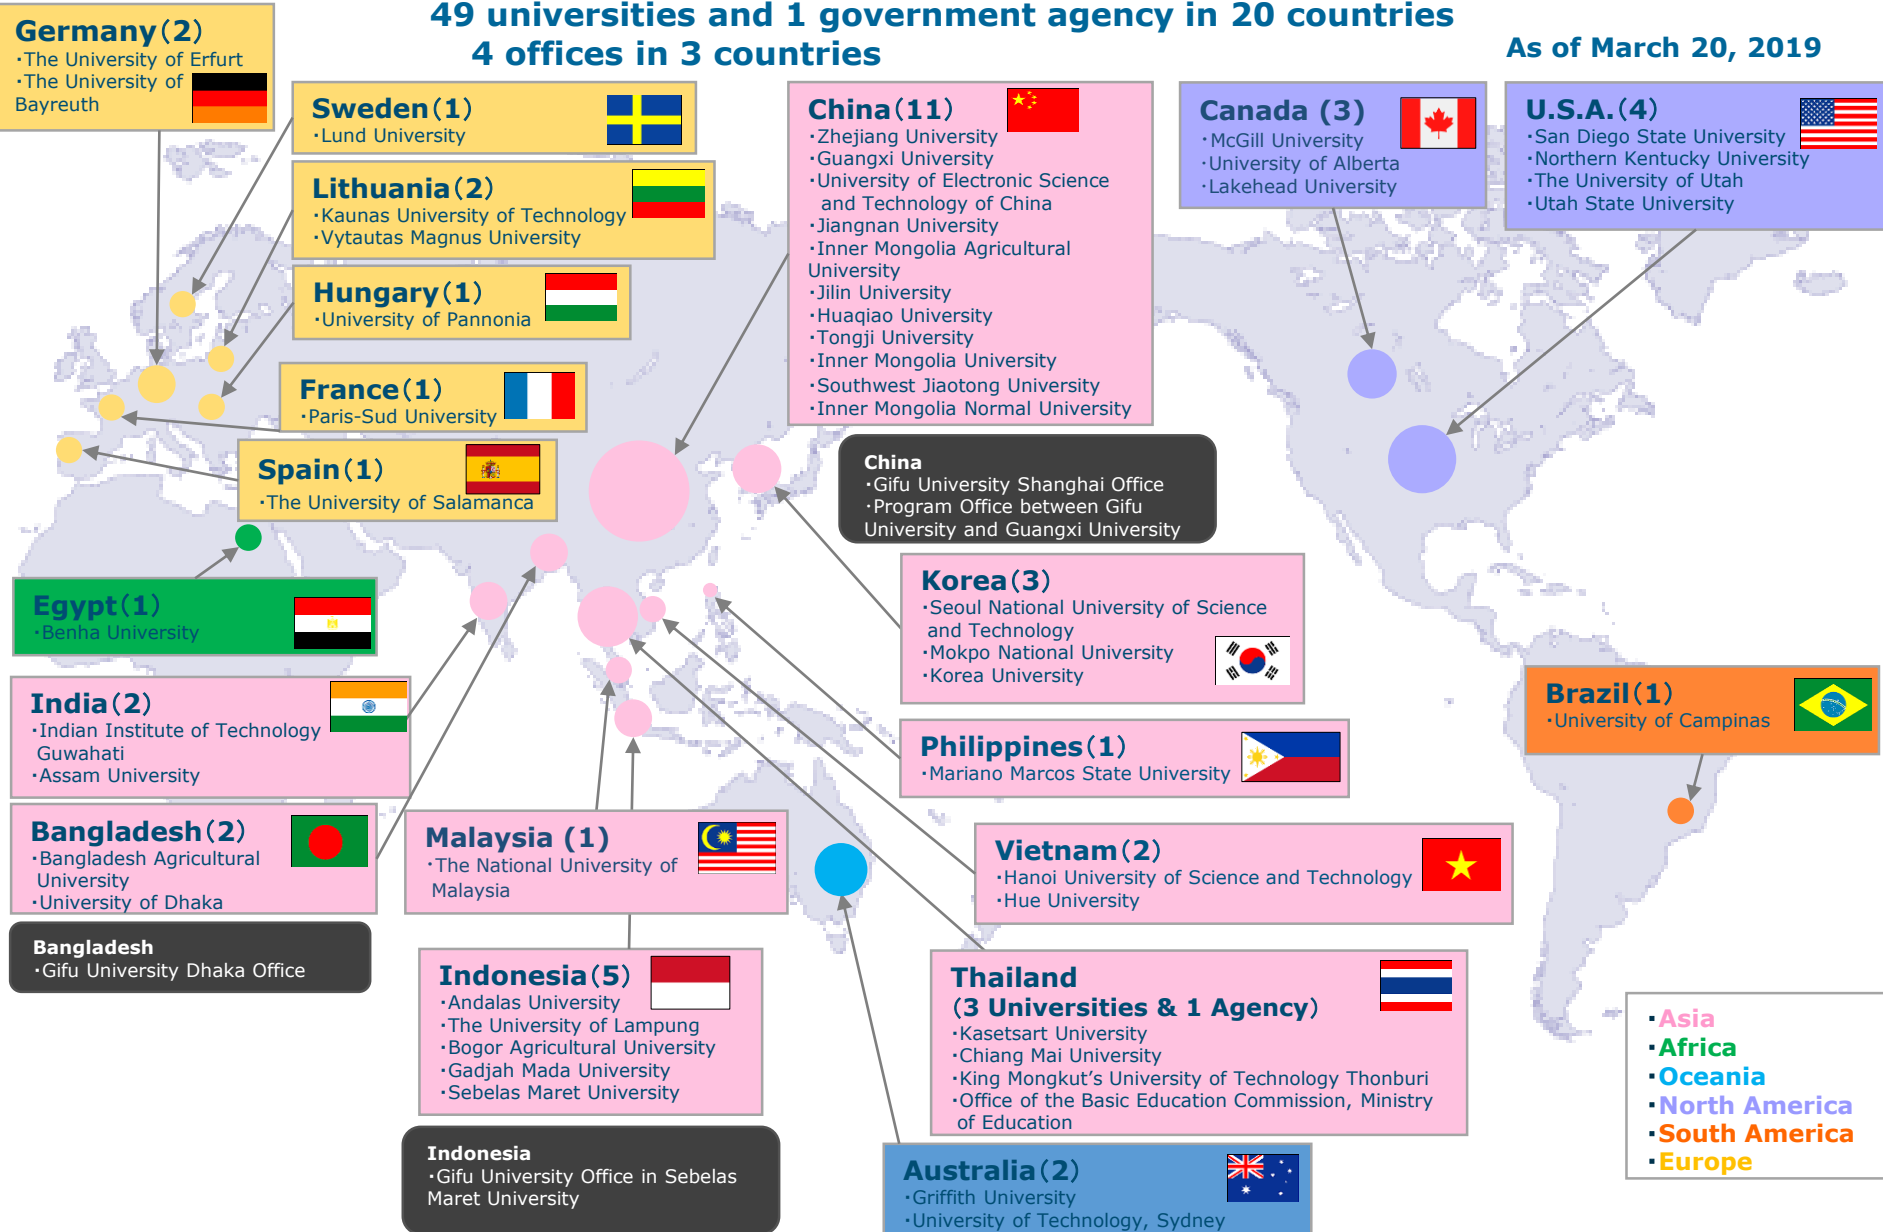 49 universities and 1 government agency in 20 countries
4 offices in 3 countries
As of March 20, 2019
Germany(2)
・The University of Erfurt
・The University of
Bayreuth
Sweden(1)
・Lund University
Lithuania(2)
・Kaunas University of Technology
・Vytautas Magnus University
Hungary(1)
・University of Pannonia
France(1)
・Paris-Sud University
Spain(1)
・The University of Salamanca
China(11)
・Zhejiang University
・Guangxi University
・University of Electronic Science
and Technology of China
・Jiangnan University
・Inner Mongolia Agricultural
University
・Jilin University
・Huaqiao University
・Tongji University
・Inner Mongolia University
・Southwest Jiaotong University
・Inner Mongolia Normal University
China
・Gifu University Shanghai Office
・Program Office between Gifu
University and Guangxi University
Canada (3)
・McGill University
・University of Alberta
・Lakehead University
U.S.A.(4)
・San Diego State University
・Northern Kentucky University
・The University of Utah
・Utah State University
Egypt(1)
・Benha University
India(2)
・Indian Institute of Technology
Guwahati
・Assam University
Bangladesh(2)
・Bangladesh Agricultural
University
・University of Dhaka
Bangladesh
・Gifu University Dhaka Office
Malaysia (1)
・The National University of
Malaysia
Indonesia(5)
・Andalas University
・The University of Lampung
・Bogor Agricultural University
・Gadjah Mada University
・Sebelas Maret University
Indonesia
・Gifu University Office in Sebelas
Maret University
Korea(3)
・Seoul National University of Science
and Technology
・Mokpo National University
・Korea University
Philippines(1)
・Mariano Marcos State University
Vietnam(2)
・Hanoi University of Science and Technology
・Hue University
Thailand
(3 Universities & 1 Agency)
・Kasetsart University
・Chiang Mai University
・King Mongkut's University of Technology Thonburi
・Office of the Basic Education Commission, Ministry
of Education
Australia(2)
・Griffith University
・University of Technology, Sydney
Brazil(1)
・University of Campinas
・Asia
・Africa
・Oceania
・North America
・South America
・Europe